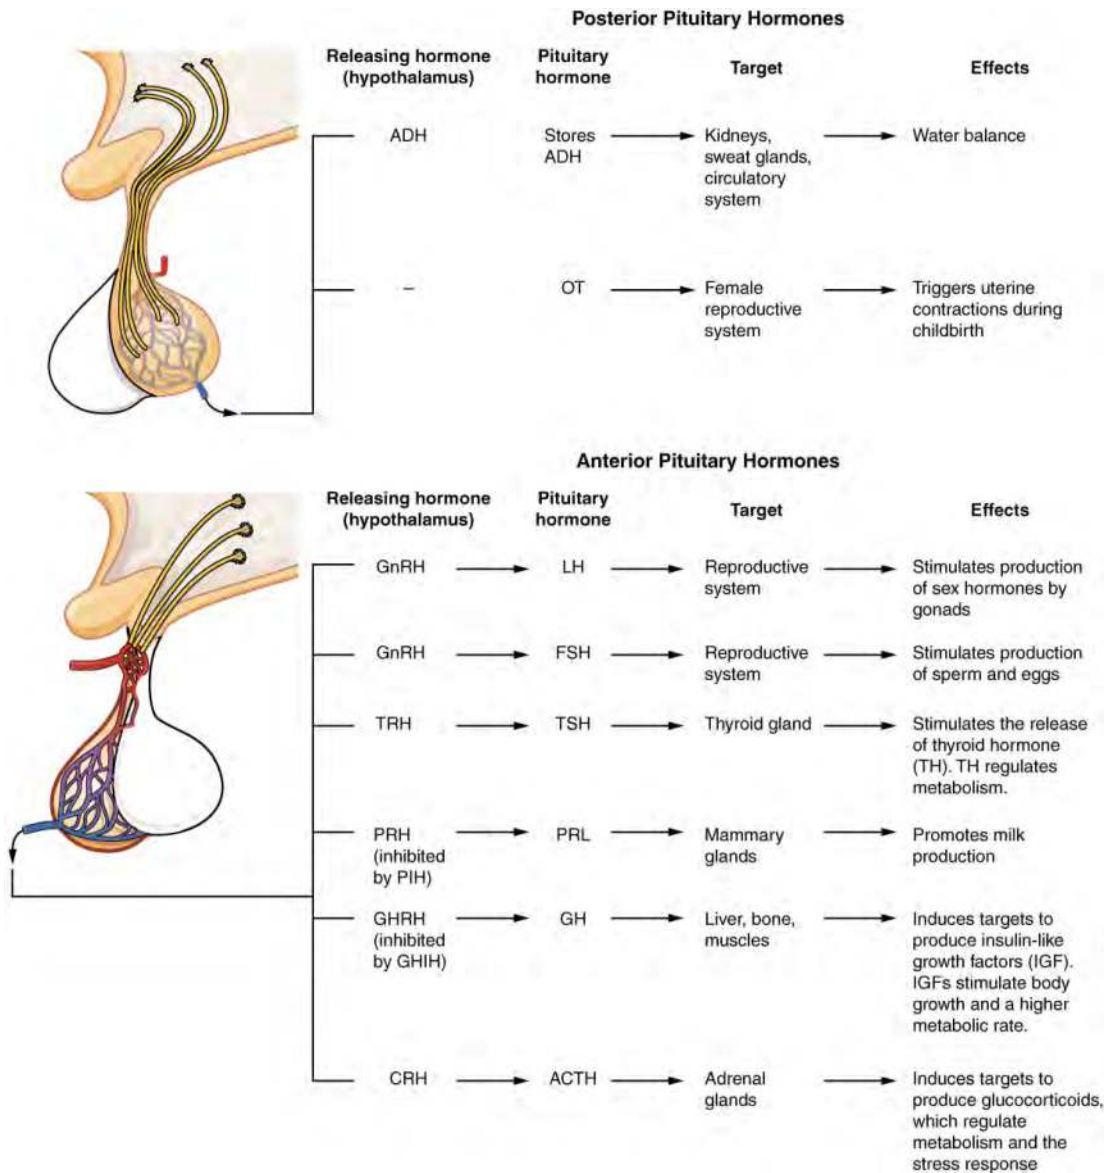 Posterior Pituitary Hormones
Releasing hormone
(hypothalamus)
Pituitary
hormone
Target
Effects
ADH
Stores
ADH
Kidneys,
sweat glands,
circulatory
system
Water balance
–
OT
Female
reproductive
system
Triggers uterine
contractions during
childbirth
Anterior Pituitary Hormones
Releasing hormone
(hypothalamus)
Pituitary
hormone
Target
Effects
GnRH
LH
Reproductive
system
Stimulates production
of sex hormones by
gonads
GnRH
FSH
Reproductive
system
Stimulates production
of sperm and eggs
TRH
TSH
Thyroid gland
Stimulates the release
of thyroid hormone
(TH). TH regulates
metabolism.
PRH
(inhibited
by PIH)
PRL
Mammary
glands
Promotes milk
production
GHRH
(inhibited
by GHIH)
GH
Liver, bone,
muscles
Induces targets to
produce insulin-like
growth factors (IGF).
IGFs stimulate body
growth and a higher
metabolic rate.
CRH
ACTH
Adrenal
glands
Induces targets to
produce glucocorticoids,
which regulate
metabolism and the
stress response